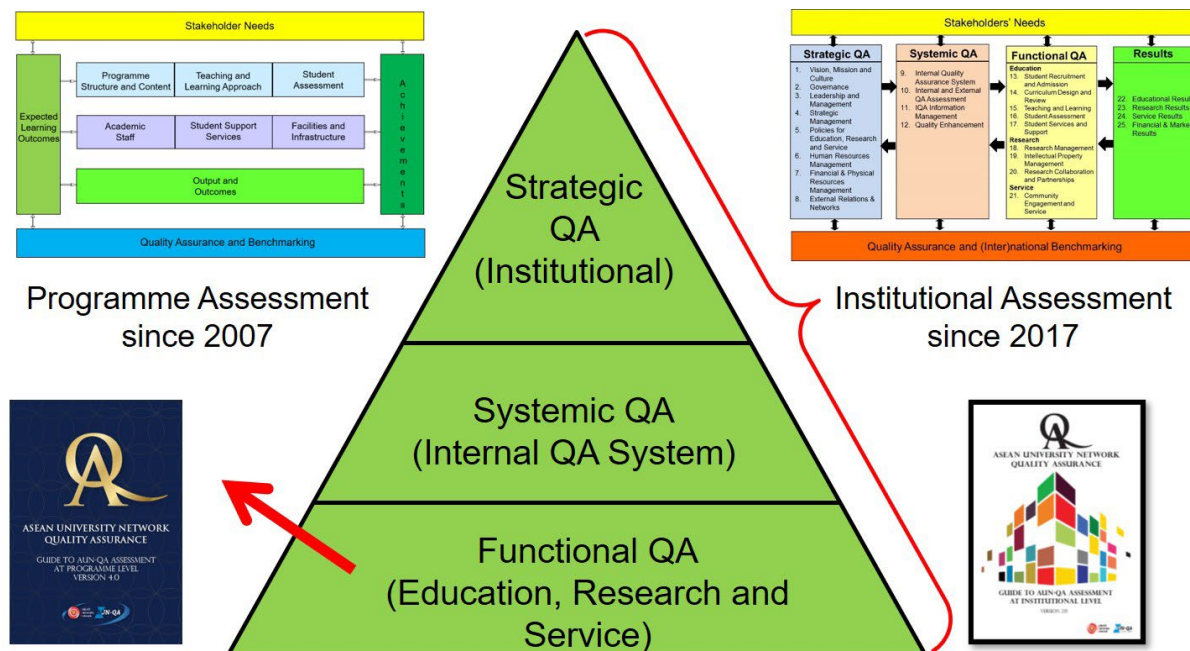 Stakeholder Needs
Expected
Learning
Outcomes
Programme
Structure and Content
Teaching and
Learning Approach
Student
Assessment
Academic
Staff
Student Support
Services
Facilities and
Infrastructure
Output and
Outcomes
Achievements
Quality Assurance and Benchmarking
Programme Assessment
since 2007
ASEAN UNIVERSITY NETWORK
QUALITY ASSURANCE
GUIDE TO AUN-QA ASSESSMENT
AT PROGRAMME LEVEL
VERSION 4.0
Strategic
QA
(Institutional)
Systemic QA
(Internal QA System)
Functional QA
(Education, Research and
Service)
Stakeholders' Needs
Strategic QA
1. Vision, Mission and
Culture
2. Governance
3. Leadership and
Management
4. Strategic
Management
5. Policies for
Education, Research
and Service
6. Human Resources
Management
7. Financial & Physical
Resources
Management
8. External Relations &
Networks
Systemic QA
9. Internal Quality
Assurance System
10. Internal and External
QA Assessment
11. IQA Information
Management
12. Quality Enhancement
Functional QA
Education
13. Student Recruitment
and Admission
14. Curriculum Design and
Review
15. Teaching and Learning
16. Student Assessment
17. Student Services and
Support
Research
18. Research Management
19. Intellectual Property
Management
20. Research Collaboration
and Partnerships
Service
21. Community
Engagement and
Service
Results
22. Educational Resul
23. Research Results
24. Service Results
25. Financial & Marke
Results
Quality Assurance and (Inter)national Benchmarking
Institutional Assessment
since 2017
ASEAN UNIVERSITY NETWORK
QUALITY ASSURANCE
GUIDE TO AUN-QA ASSESSMENT
AT INSTITUTIONAL LEVEL